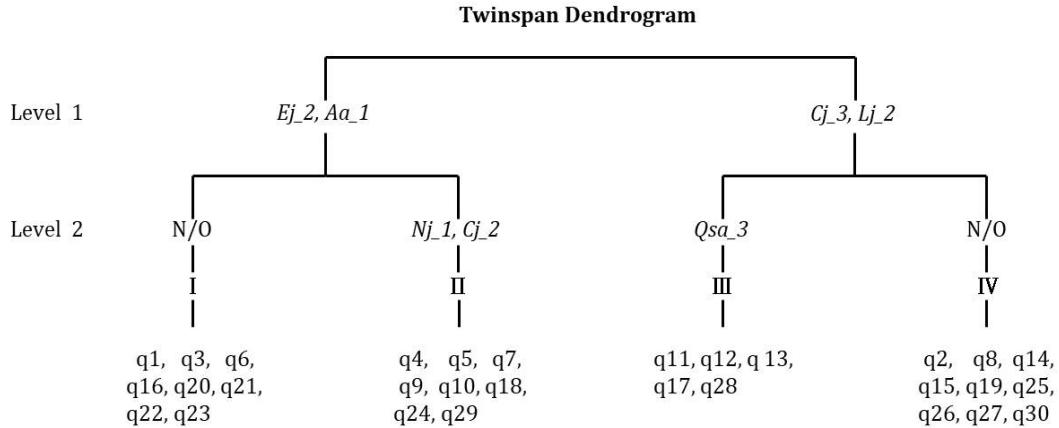 Twinspan Dendrogram
Level 1 Ej_2, Aa_1 Cj_3, Lj_2
Level 2 N/O Nj_1, Cj_2 Qsa_3 N/O
I II III IV
q1, q3, q6, q4, q5, q7, q11, q12, q 13, q2, q8, q14,
q16, q20, q21, q9, q10, q18, q17, q28 q15, q19, q25,
q22, q23 q24, q29 q26, q27, q30